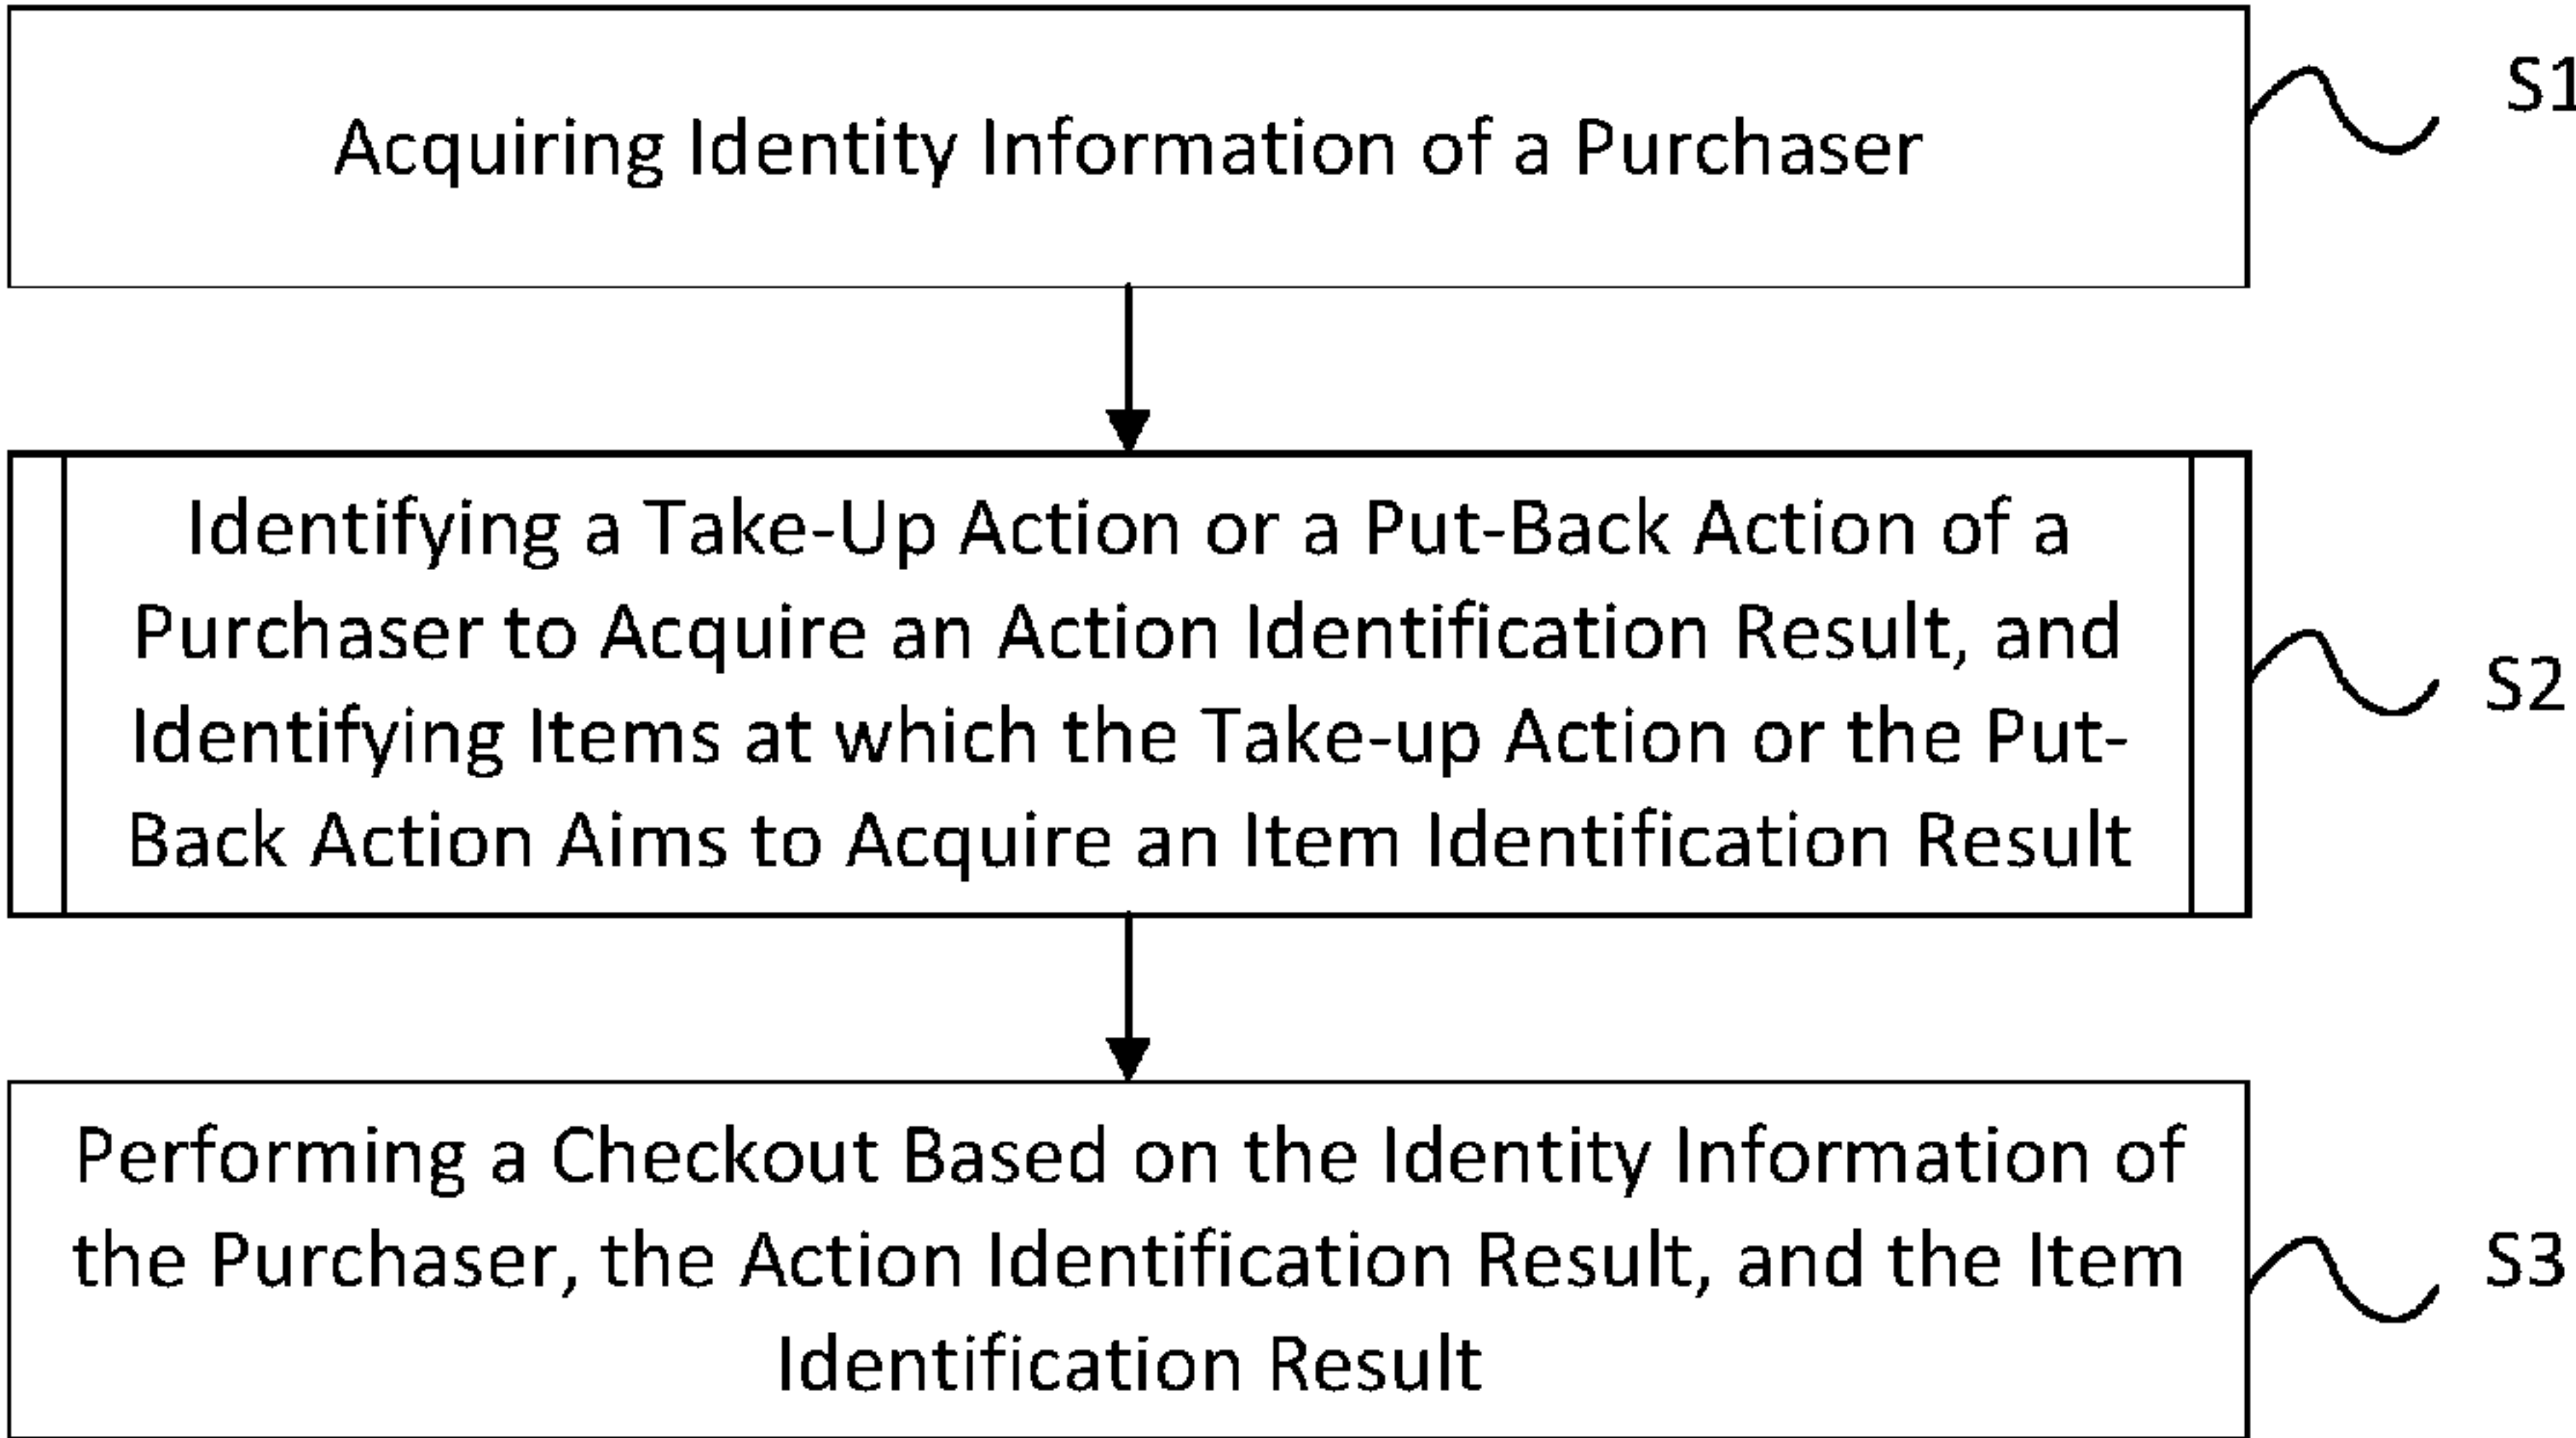 Acquiring Identity Information of a Purchaser
S1
Identifying a Take-Up Action or a Put-Back Action of a
Purchaser to Acquire an Action Identification Result, and
Identifying Items at which the Take-up Action or the Put-
Back Action Aims to Acquire an Item Identification Result
S2
Performing a Checkout Based on the Identity Information of
the Purchaser, the Action Identification Result, and the Item
Identification Result
S3